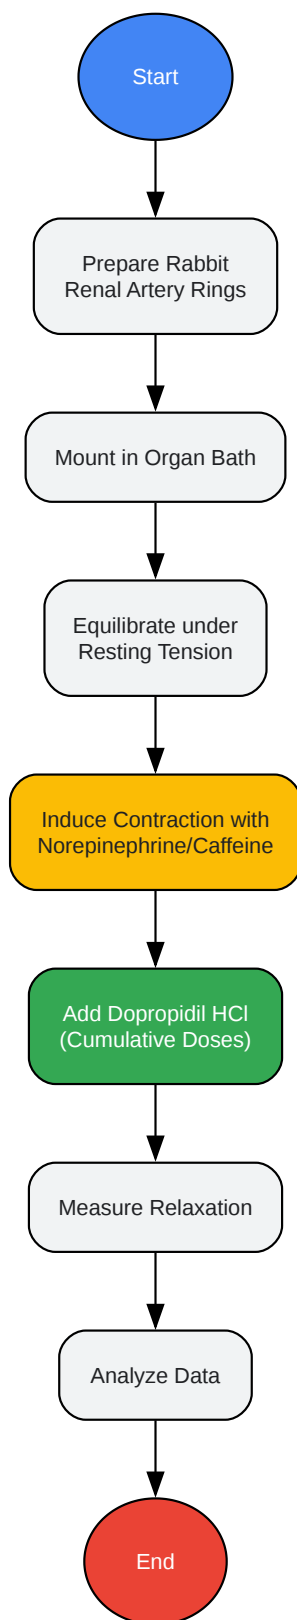 Start
Prepare Rabbit
Renal Artery Rings
Mount in Organ Bath
Equilibrate under
Resting Tension
Induce Contraction with
Norepinephrine/Caffeine
Add Dopropidil HCl
(Cumulative Doses)
Measure Relaxation
Analyze Data
End